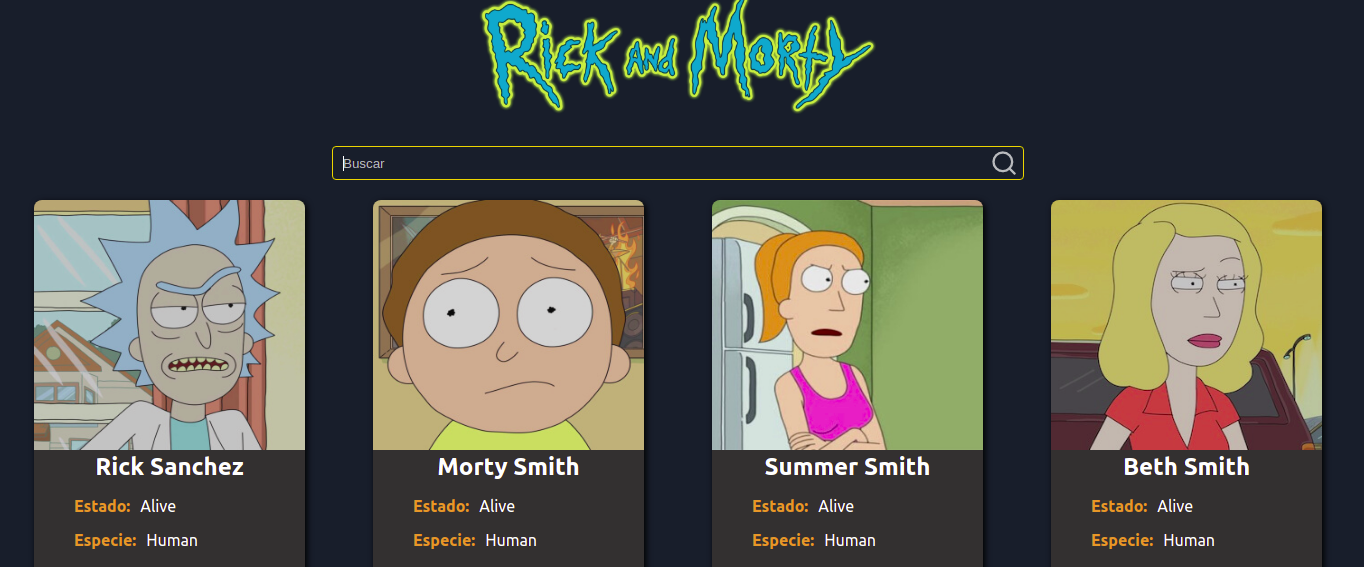 Rick and Morty
Buscar
Rick Sanchez
Estado: Alive
Especie: Human
Morty Smith
Estado: Alive
Especie: Human
Summer Smith
Estado: Alive
Especie: Human
Beth Smith
Estado: Alive
Especie: Human